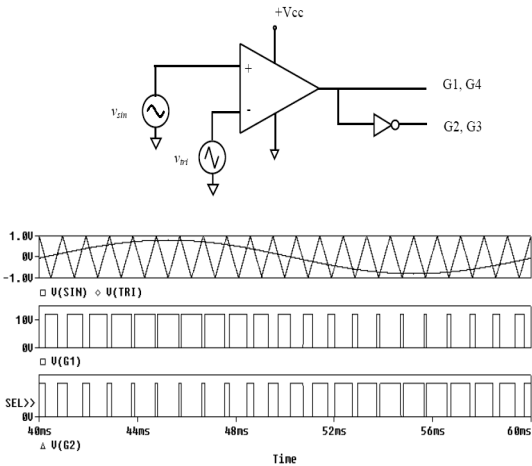 +Vcc
+
G1, G4
v_sin
-
G2, G3
v_tri
1.0V
0V
-1.0V
□ V(SIN) ◇ V(TRI)
10V
0V
□ V(G1)
SEL>>
0V
40ms 44ms 48ms 52ms 56ms 60ms
△ V(G2)
Time